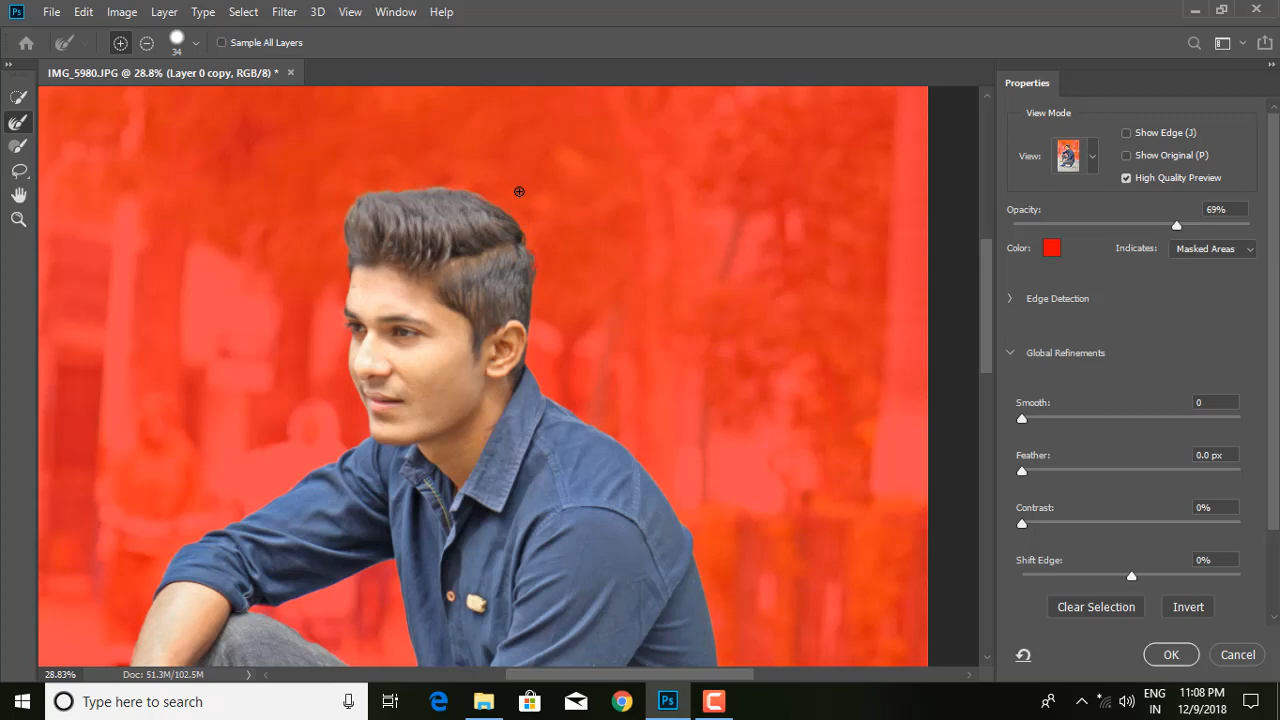 Ps File Edit Image Layer Type Select Filter 3D View Window Help
34 Sample All Layers
IMG_5980.JPG @ 28.8% (Layer 0 copy, RGB/8) *
Properties
View Mode
Show Edge (J)
View:
Show Original (P)
High Quality Preview
Opacity: 69%
Color: Indicates: Masked Areas
Edge Detection
Global Refinements
Smooth: 0
Feather: 0.0 px
Contrast: 0%
Shift Edge: 0%
Clear Selection Invert
OK Cancel
28.83% Doc: 51.3M/102.5M
Type here to search
Ps
ENG
IN
11:08 PM
12/9/2018